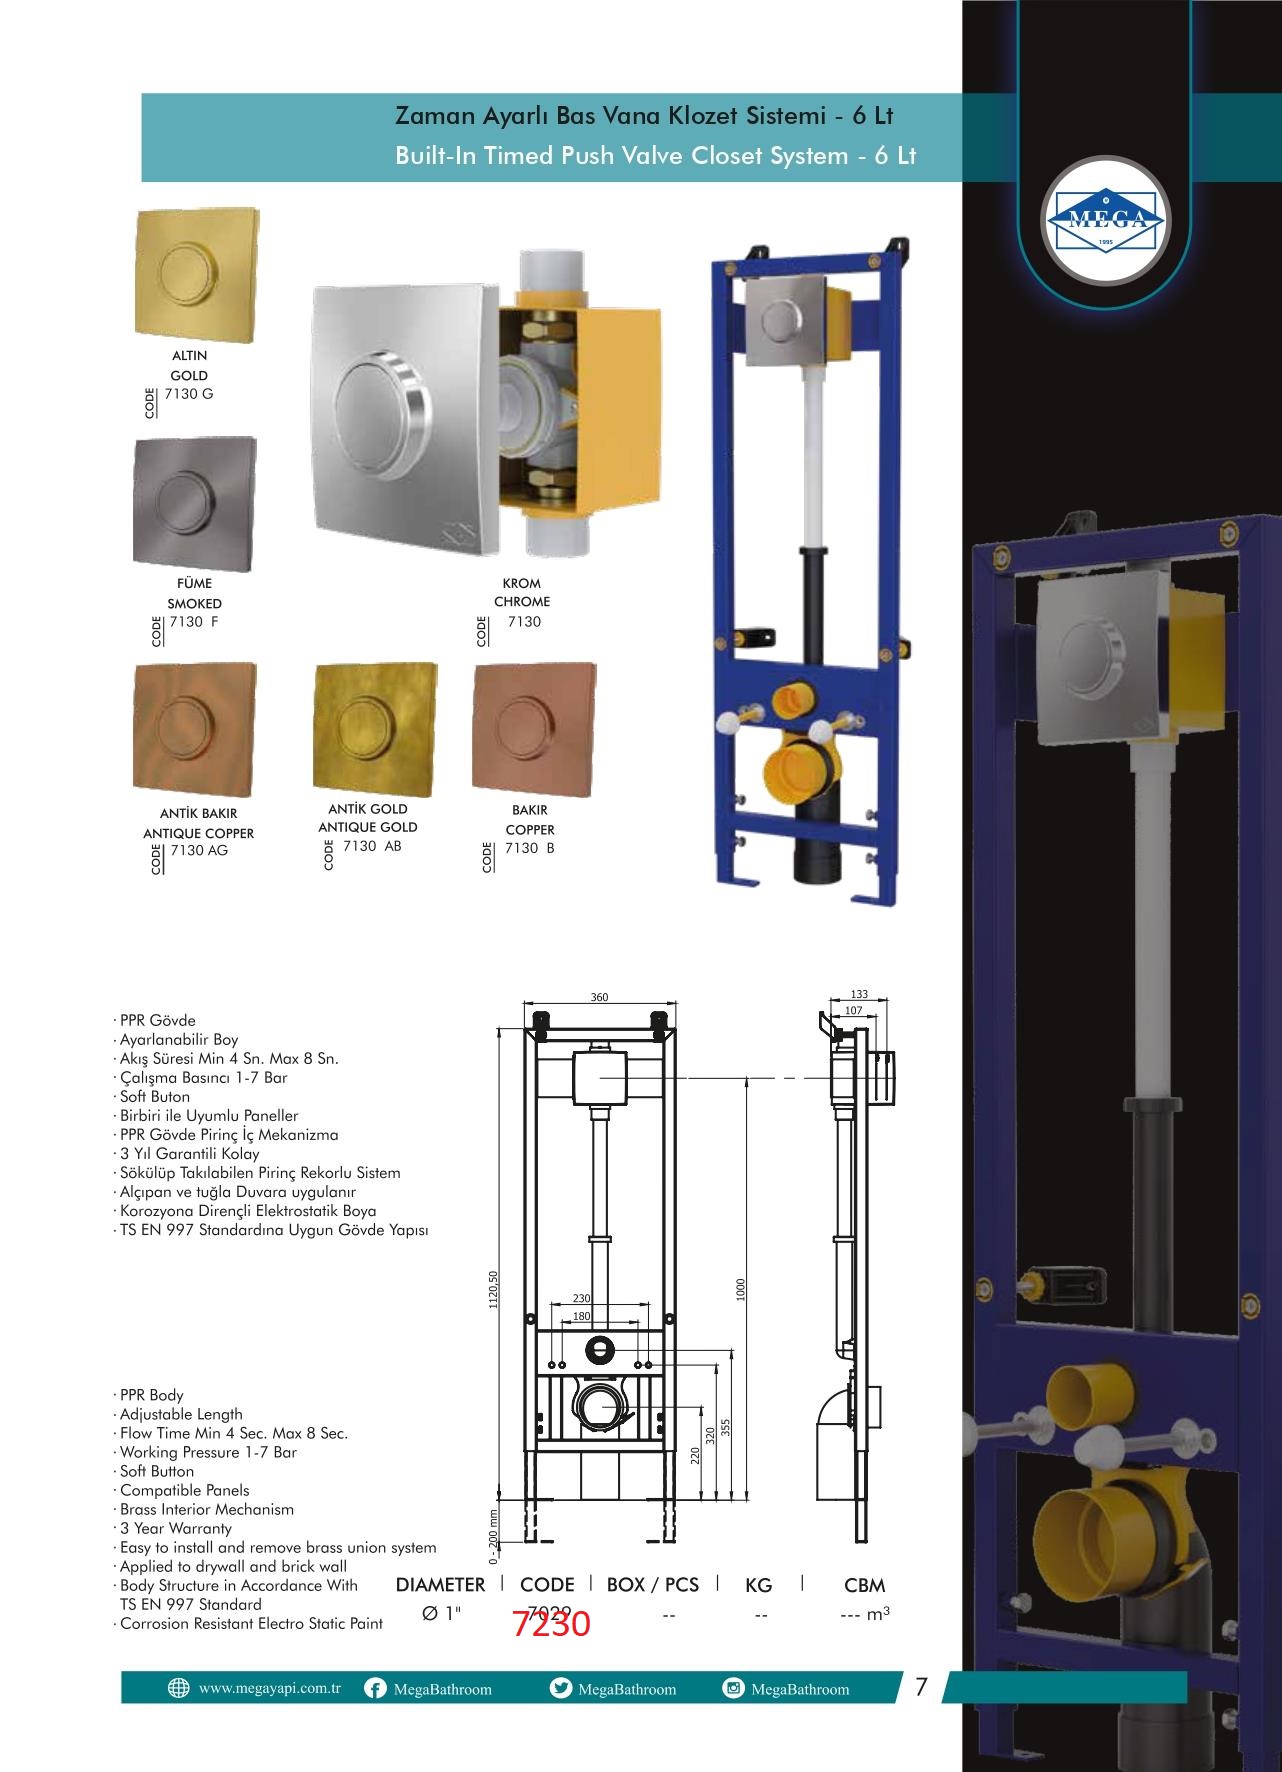 Zaman Ayarlı Bas Vana Klozet Sistemi - 6 Lt
Built-In Timed Push Valve Closet System - 6 Lt
MEGA
1995
ALTIN
GOLD
CODE 7130 G
FÜME
SMOKED
CODE 7130 F
KROM
CHROME
CODE 7130
ANTİK BAKIR
ANTIQUE COPPER
CODE 7130 AG
ANTİK GOLD
ANTIQUE GOLD
CODE 7130 AB
BAKIR
COPPER
CODE 7130 B
· PPR Gövde
· Ayarlanabilir Boy
· Akış Süresi Min 4 Sn. Max 8 Sn.
· Çalışma Basıncı 1-7 Bar
· Soft Buton
· Birbiri ile Uyumlu Paneller
· PPR Gövde Pirinç İç Mekanizma
· 3 Yıl Garantili Kolay
· Sökülüp Takılabilen Pirinç Rekorlu Sistem
· Alçıpan ve tuğla Duvara uygulanır
· Korozyona Dirençli Elektrostatik Boya
· TS EN 997 Standardına Uygun Gövde Yapısı
360
133
107
1120,50
1000
230
180
355
320
220
0 - 200 mm
· PPR Body
· Adjustable Length
· Flow Time Min 4 Sec. Max 8 Sec.
· Working Pressure 1-7 Bar
· Soft Button
· Compatible Panels
· Brass Interior Mechanism
· 3 Year Warranty
· Easy to install and remove brass union system
· Applied to drywall and brick wall
· Body Structure in Accordance With
TS EN 997 Standard
· Corrosion Resistant Electro Static Paint
DIAMETER | CODE | BOX / PCS | KG | CBM
Ø 1" 7029 -- -- --- m³
7230
www.megayapi.com.tr MegaBathroom MegaBathroom MegaBathroom 7